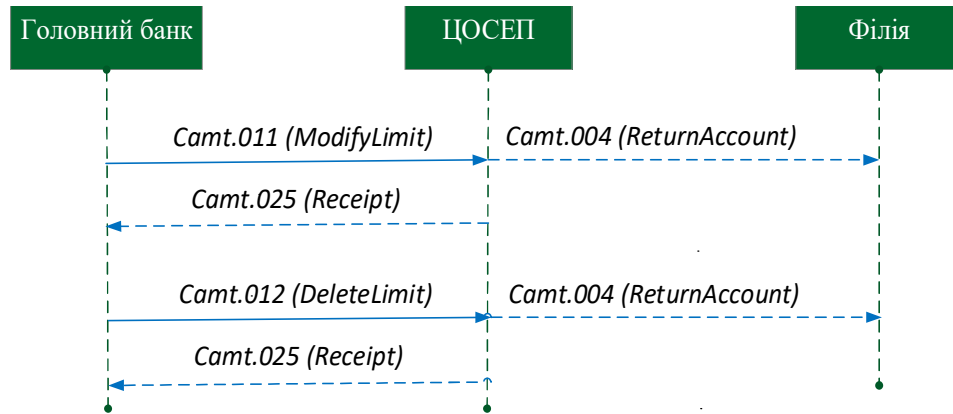 Головний банк
ЦОСЕП
Філія
Camt.011 (ModifyLimit)
Camt.004 (ReturnAccount)
Camt.025 (Receipt)
Camt.012 (DeleteLimit)
Camt.004 (ReturnAccount)
Camt.025 (Receipt)